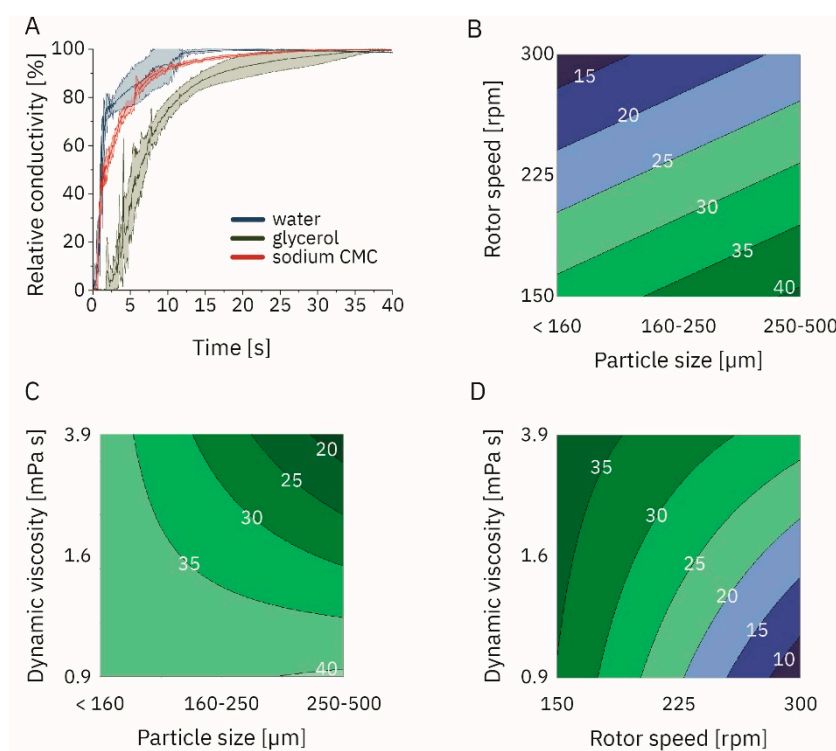 A
Relative conductivity [%]
100
80
60
40
20
0
0 5 10 15 20 25 30 35 40
Time [s]
water
glycerol
sodium CMC
B
Rotor speed [rpm]
300
225
150
15
20
25
30
35
40
< 160 160-250 250-500
Particle size [µm]
C
Dynamic viscosity [mPa s]
3.9
1.6
0.9
20
25
30
35
40
< 160 160-250 250-500
Particle size [µm]
D
Dynamic viscosity [mPa s]
3.9
1.6
0.9
35
30
25
20
15
10
150 225 300
Rotor speed [rpm]